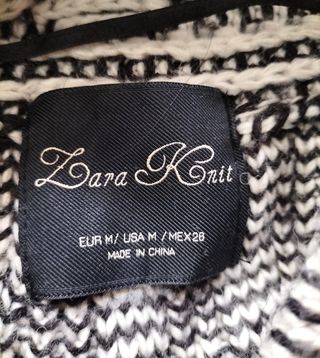 Zara Knit
EUR M / USA M / MEX 28
MADE IN CHINA